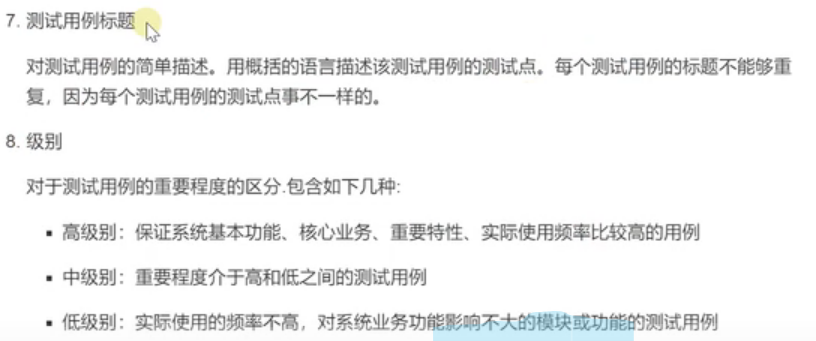 7. 测试用例标题
对测试用例的简单描述。用概括的语言描述该测试用例的测试点。每个测试用例的标题不能够重
复，因为每个测试用例的测试点事不一样的。
8. 级别
对于测试用例的重要程度的区分.包含如下几种:
▪ 高级别：保证系统基本功能、核心业务、重要特性、实际使用频率比较高的用例
▪ 中级别：重要程度介于高和低之间的测试用例
▪ 低级别：实际使用的频率不高，对系统业务功能影响不大的模块或功能的测试用例